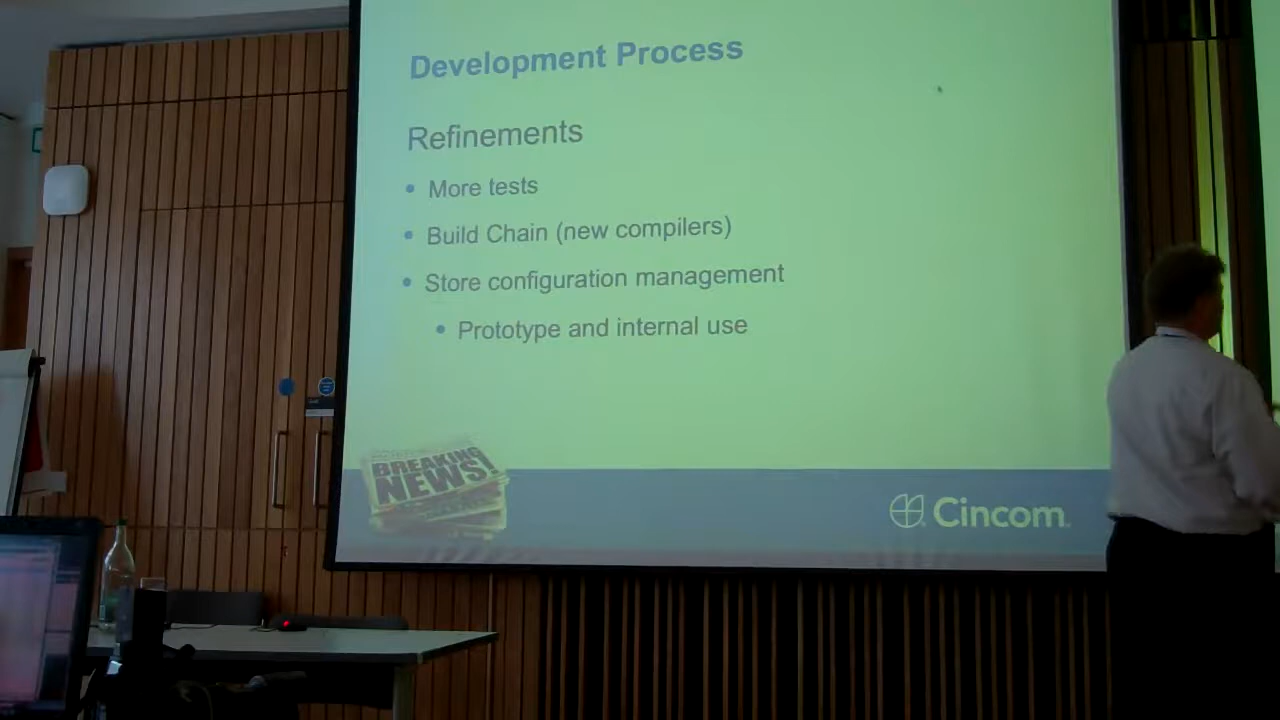 Development Process
Refinements
• More tests
• Build Chain (new compilers)
• Store configuration management
• Prototype and internal use
BREAKING
NEWS!
Cincom